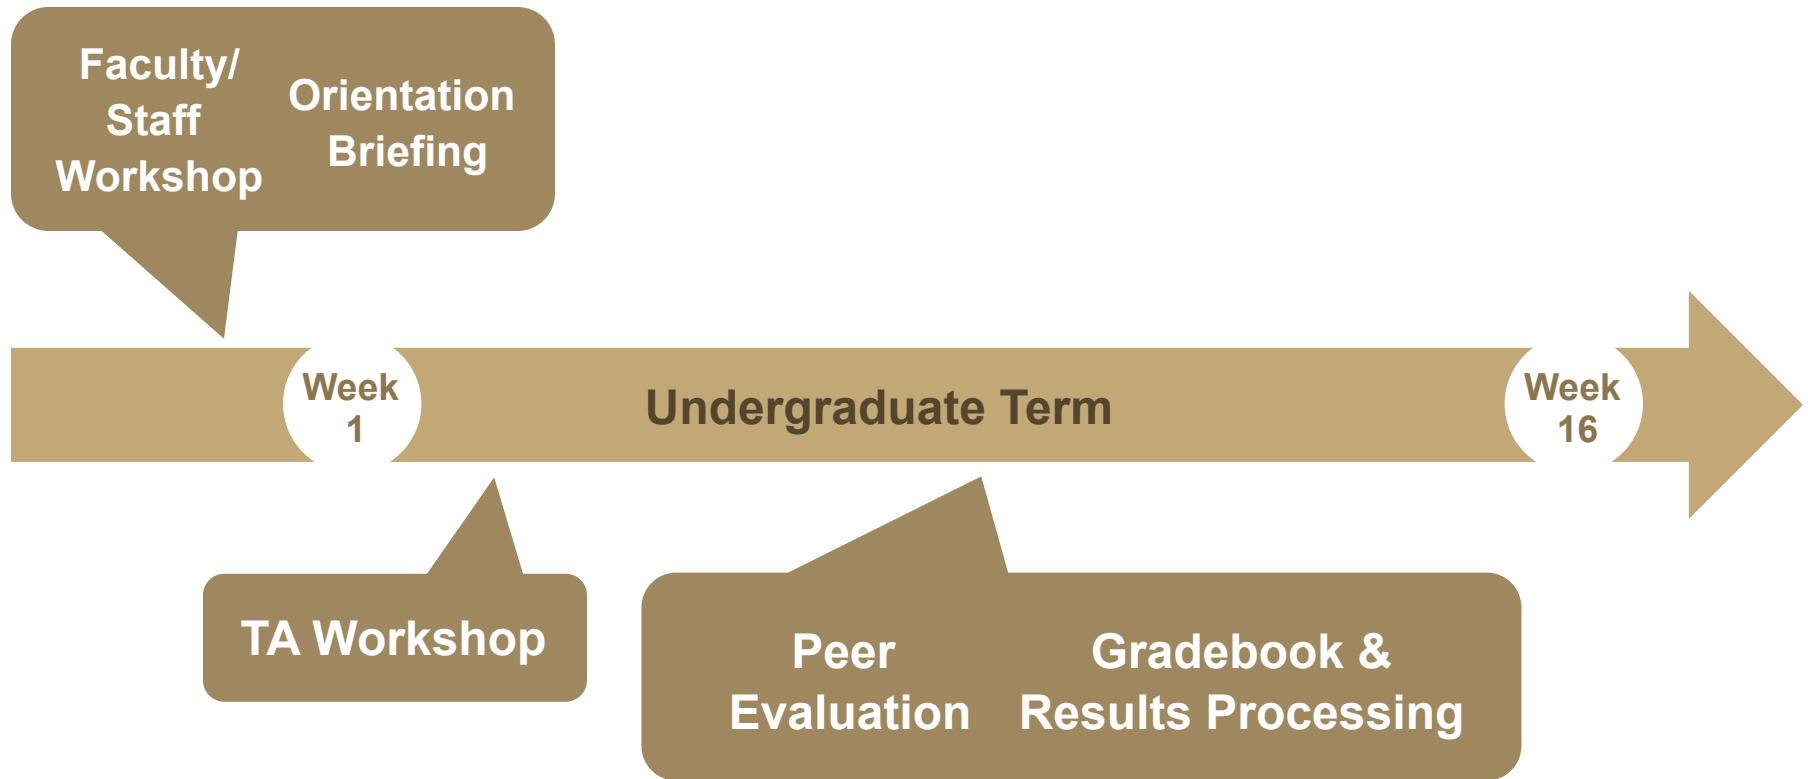 Faculty/
Staff
Workshop
Orientation
Briefing
Week
1
Undergraduate Term
Week
16
TA Workshop
Peer
Evaluation
Gradebook &
Results Processing